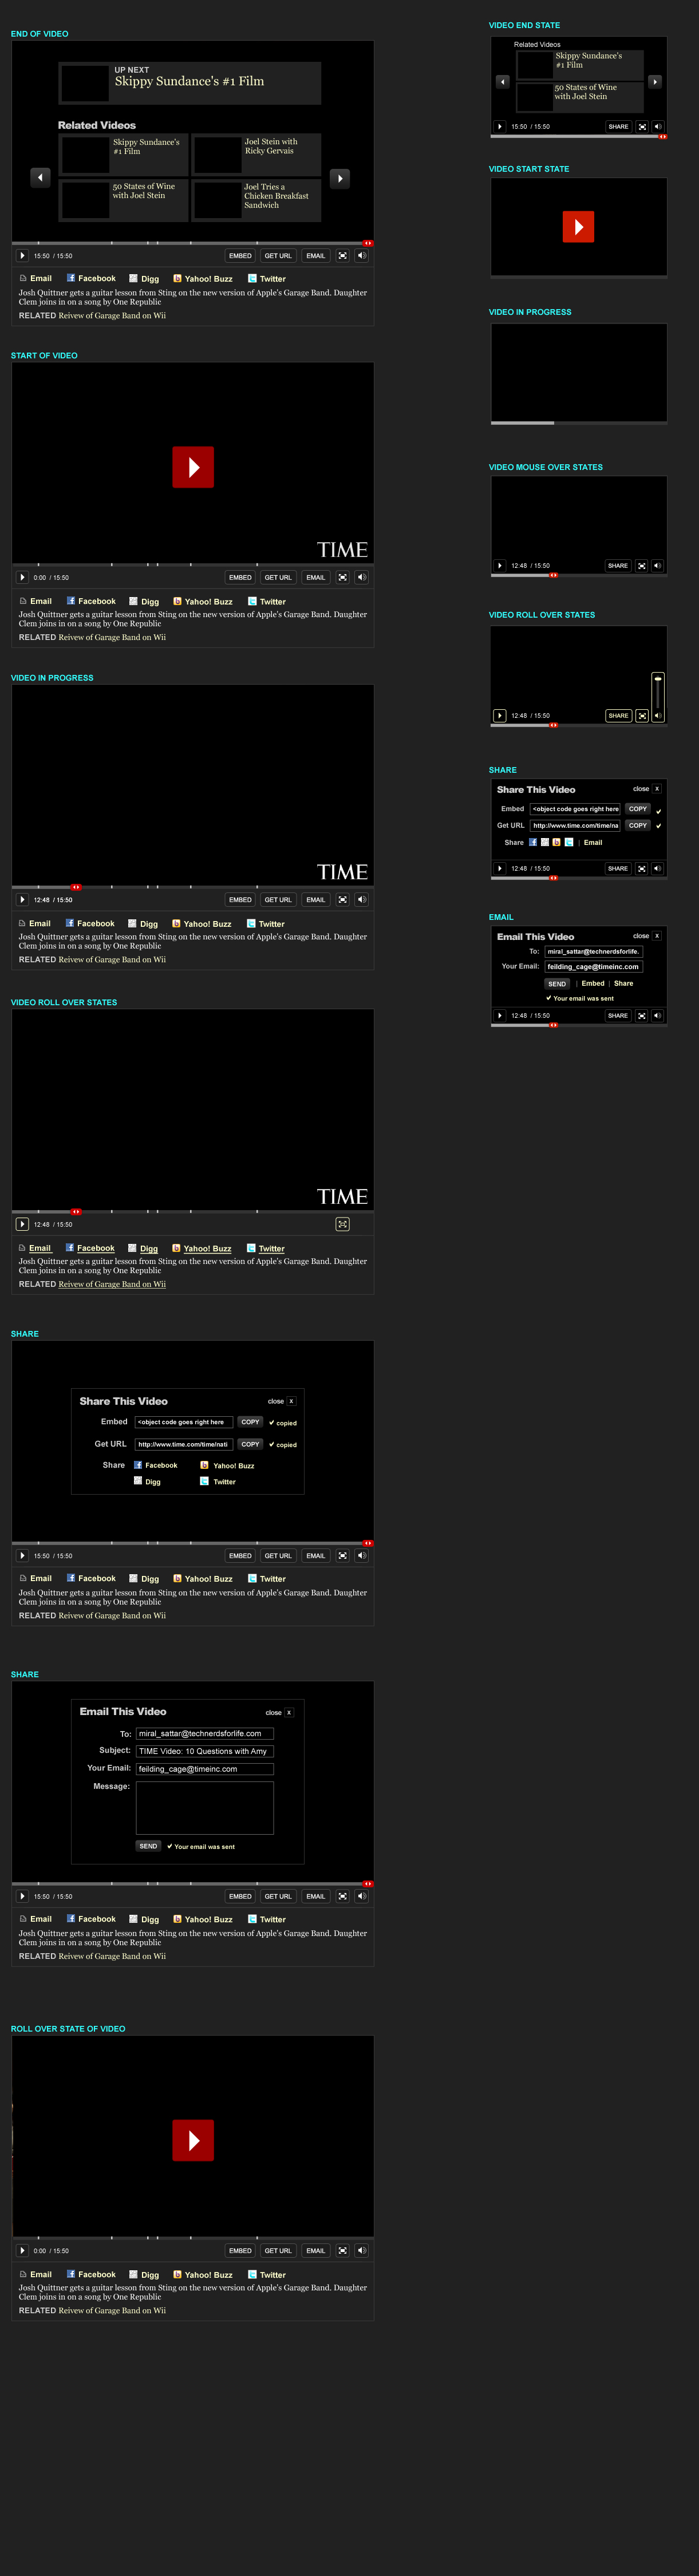 END OF VIDEO
UP NEXT
Skippy Sundance's #1 Film
Related Videos
Skippy Sundance's
#1 Film
Joel Stein with
Ricky Gervais
50 States of Wine
with Joel Stein
Joel Tries a
Chicken Breakfast
Sandwich
15:50 / 15:50 EMBED GET URL EMAIL
Email Facebook Digg Yahoo! Buzz Twitter
Josh Quittner gets a guitar lesson from Sting on the new version of Apple's Garage Band. Daughter
Clem joins in on a song by One Republic
RELATED Reivew of Garage Band on Wii
START OF VIDEO
TIME
0:00 / 15:50 EMBED GET URL EMAIL
Email Facebook Digg Yahoo! Buzz Twitter
Josh Quittner gets a guitar lesson from Sting on the new version of Apple's Garage Band. Daughter
Clem joins in on a song by One Republic
RELATED Reivew of Garage Band on Wii
VIDEO IN PROGRESS
TIME
12:48 / 15:50 EMBED GET URL EMAIL
Email Facebook Digg Yahoo! Buzz Twitter
Josh Quittner gets a guitar lesson from Sting on the new version of Apple's Garage Band. Daughter
Clem joins in on a song by One Republic
RELATED Reivew of Garage Band on Wii
VIDEO ROLL OVER STATES
TIME
12:48 / 15:50
Email Facebook Digg Yahoo! Buzz Twitter
Josh Quittner gets a guitar lesson from Sting on the new version of Apple's Garage Band. Daughter
Clem joins in on a song by One Republic
RELATED Reivew of Garage Band on Wii
SHARE
Share This Video close x
Embed <object code goes right here COPY copied
Get URL http://www.time.com/time/nati COPY copied
Share Facebook Yahoo! Buzz
Digg Twitter
15:50 / 15:50 EMBED GET URL EMAIL
Email Facebook Digg Yahoo! Buzz Twitter
Josh Quittner gets a guitar lesson from Sting on the new version of Apple's Garage Band. Daughter
Clem joins in on a song by One Republic
RELATED Reivew of Garage Band on Wii
SHARE
Email This Video close x
To: miral_sattar@technerdsforlife.com
Subject: TIME Video: 10 Questions with Amy
Your Email: feilding_cage@timeinc.com
Message:
SEND Your email was sent
15:50 / 15:50 EMBED GET URL EMAIL
Email Facebook Digg Yahoo! Buzz Twitter
Josh Quittner gets a guitar lesson from Sting on the new version of Apple's Garage Band. Daughter
Clem joins in on a song by One Republic
RELATED Reivew of Garage Band on Wii
ROLL OVER STATE OF VIDEO
0:00 / 15:50 EMBED GET URL EMAIL
Email Facebook Digg Yahoo! Buzz Twitter
Josh Quittner gets a guitar lesson from Sting on the new version of Apple's Garage Band. Daughter
Clem joins in on a song by One Republic
RELATED Reivew of Garage Band on Wii
VIDEO END STATE
Related Videos
Skippy Sundance's
#1 Film
50 States of Wine
with Joel Stein
15:50 / 15:50 SHARE
VIDEO START STATE
VIDEO IN PROGRESS
VIDEO MOUSE OVER STATES
12:48 / 15:50 SHARE
VIDEO ROLL OVER STATES
12:48 / 15:50 SHARE
SHARE
Share This Video close x
Embed <object code goes right here COPY
Get URL http://www.time.com/time/na COPY
Share | Email
12:48 / 15:50 SHARE
EMAIL
Email This Video close x
To: miral_sattar@technerdsforlife.
Your Email: feilding_cage@timeinc.com
SEND | Embed | Share
Your email was sent
12:48 / 15:50 SHARE